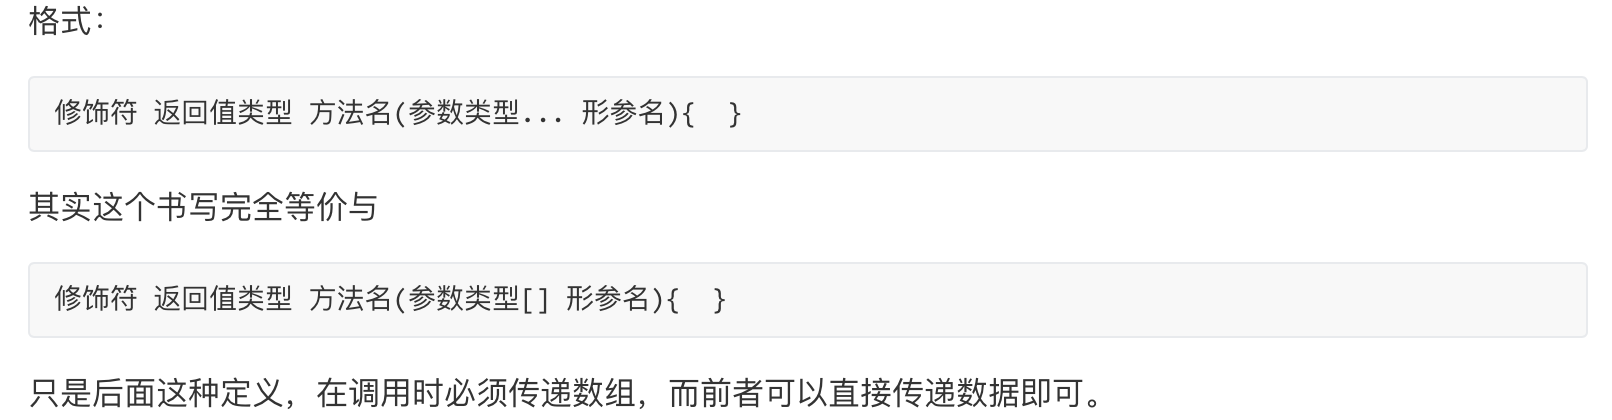 格式：
修饰符 返回值类型 方法名(参数类型... 形参名){  }
其实这个书写完全等价与
修饰符 返回值类型 方法名(参数类型[] 形参名){  }
只是后面这种定义，在调用时必须传递数组，而前者可以直接传递数据即可。